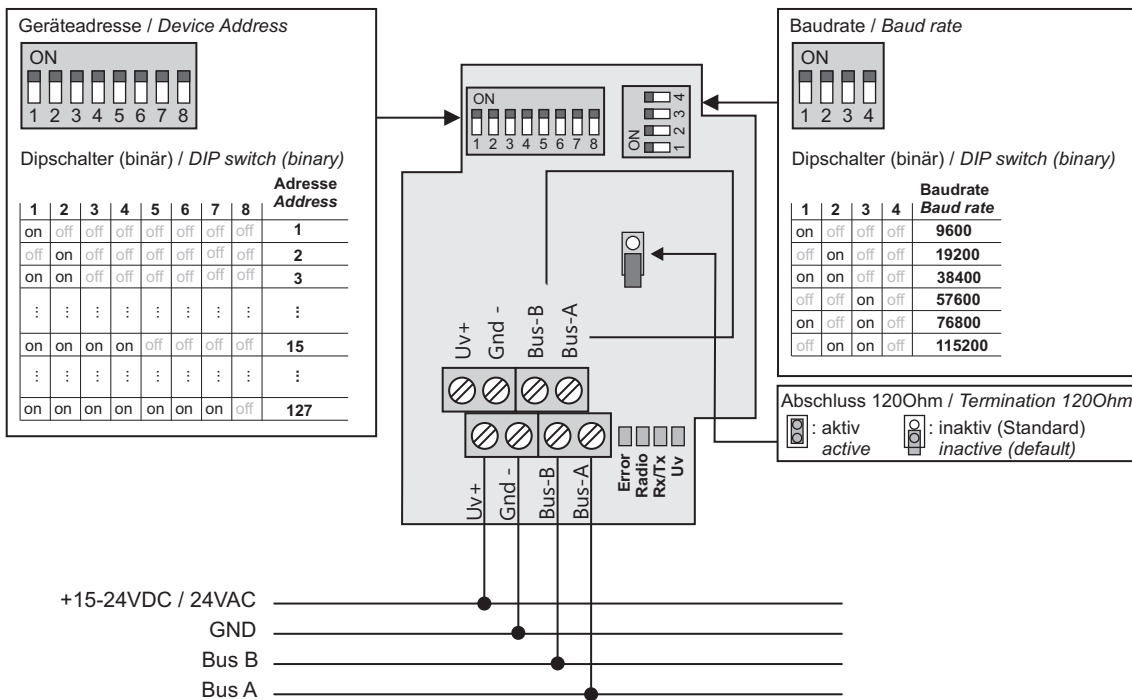 Geräteadresse / Device Address
ON
1 2 3 4 5 6 7 8
Dipschalter (binär) / DIP switch (binary)
Adresse
1 2 3 4 5 6 7 8 Address
on off off off off off off off 1
off on off off off off off off 2
on on off off off off off off 3
⋮ ⋮ ⋮ ⋮ ⋮ ⋮ ⋮ ⋮ ⋮
on on on on off off off off 15
⋮ ⋮ ⋮ ⋮ ⋮ ⋮ ⋮ ⋮ ⋮
on on on on on on on off 127
ON
1 2 3 4 5 6 7 8
ON
1 2 3 4
Uv+
Gnd -
Bus-B
Bus-A
Error
Radio
Rx/Tx
Uv
Uv+
Gnd -
Bus-B
Bus-A
Baudrate / Baud rate
ON
1 2 3 4
Dipschalter (binär) / DIP switch (binary)
Baudrate
1 2 3 4 Baud rate
on off off off 9600
off on off off 19200
on on off off 38400
off off on off 57600
on off on off 76800
off on on off 115200
Abschluss 120Ohm / Termination 120Ohm
: aktiv : inaktiv (Standard)
active inactive (default)
+15-24VDC / 24VAC
GND
Bus B
Bus A